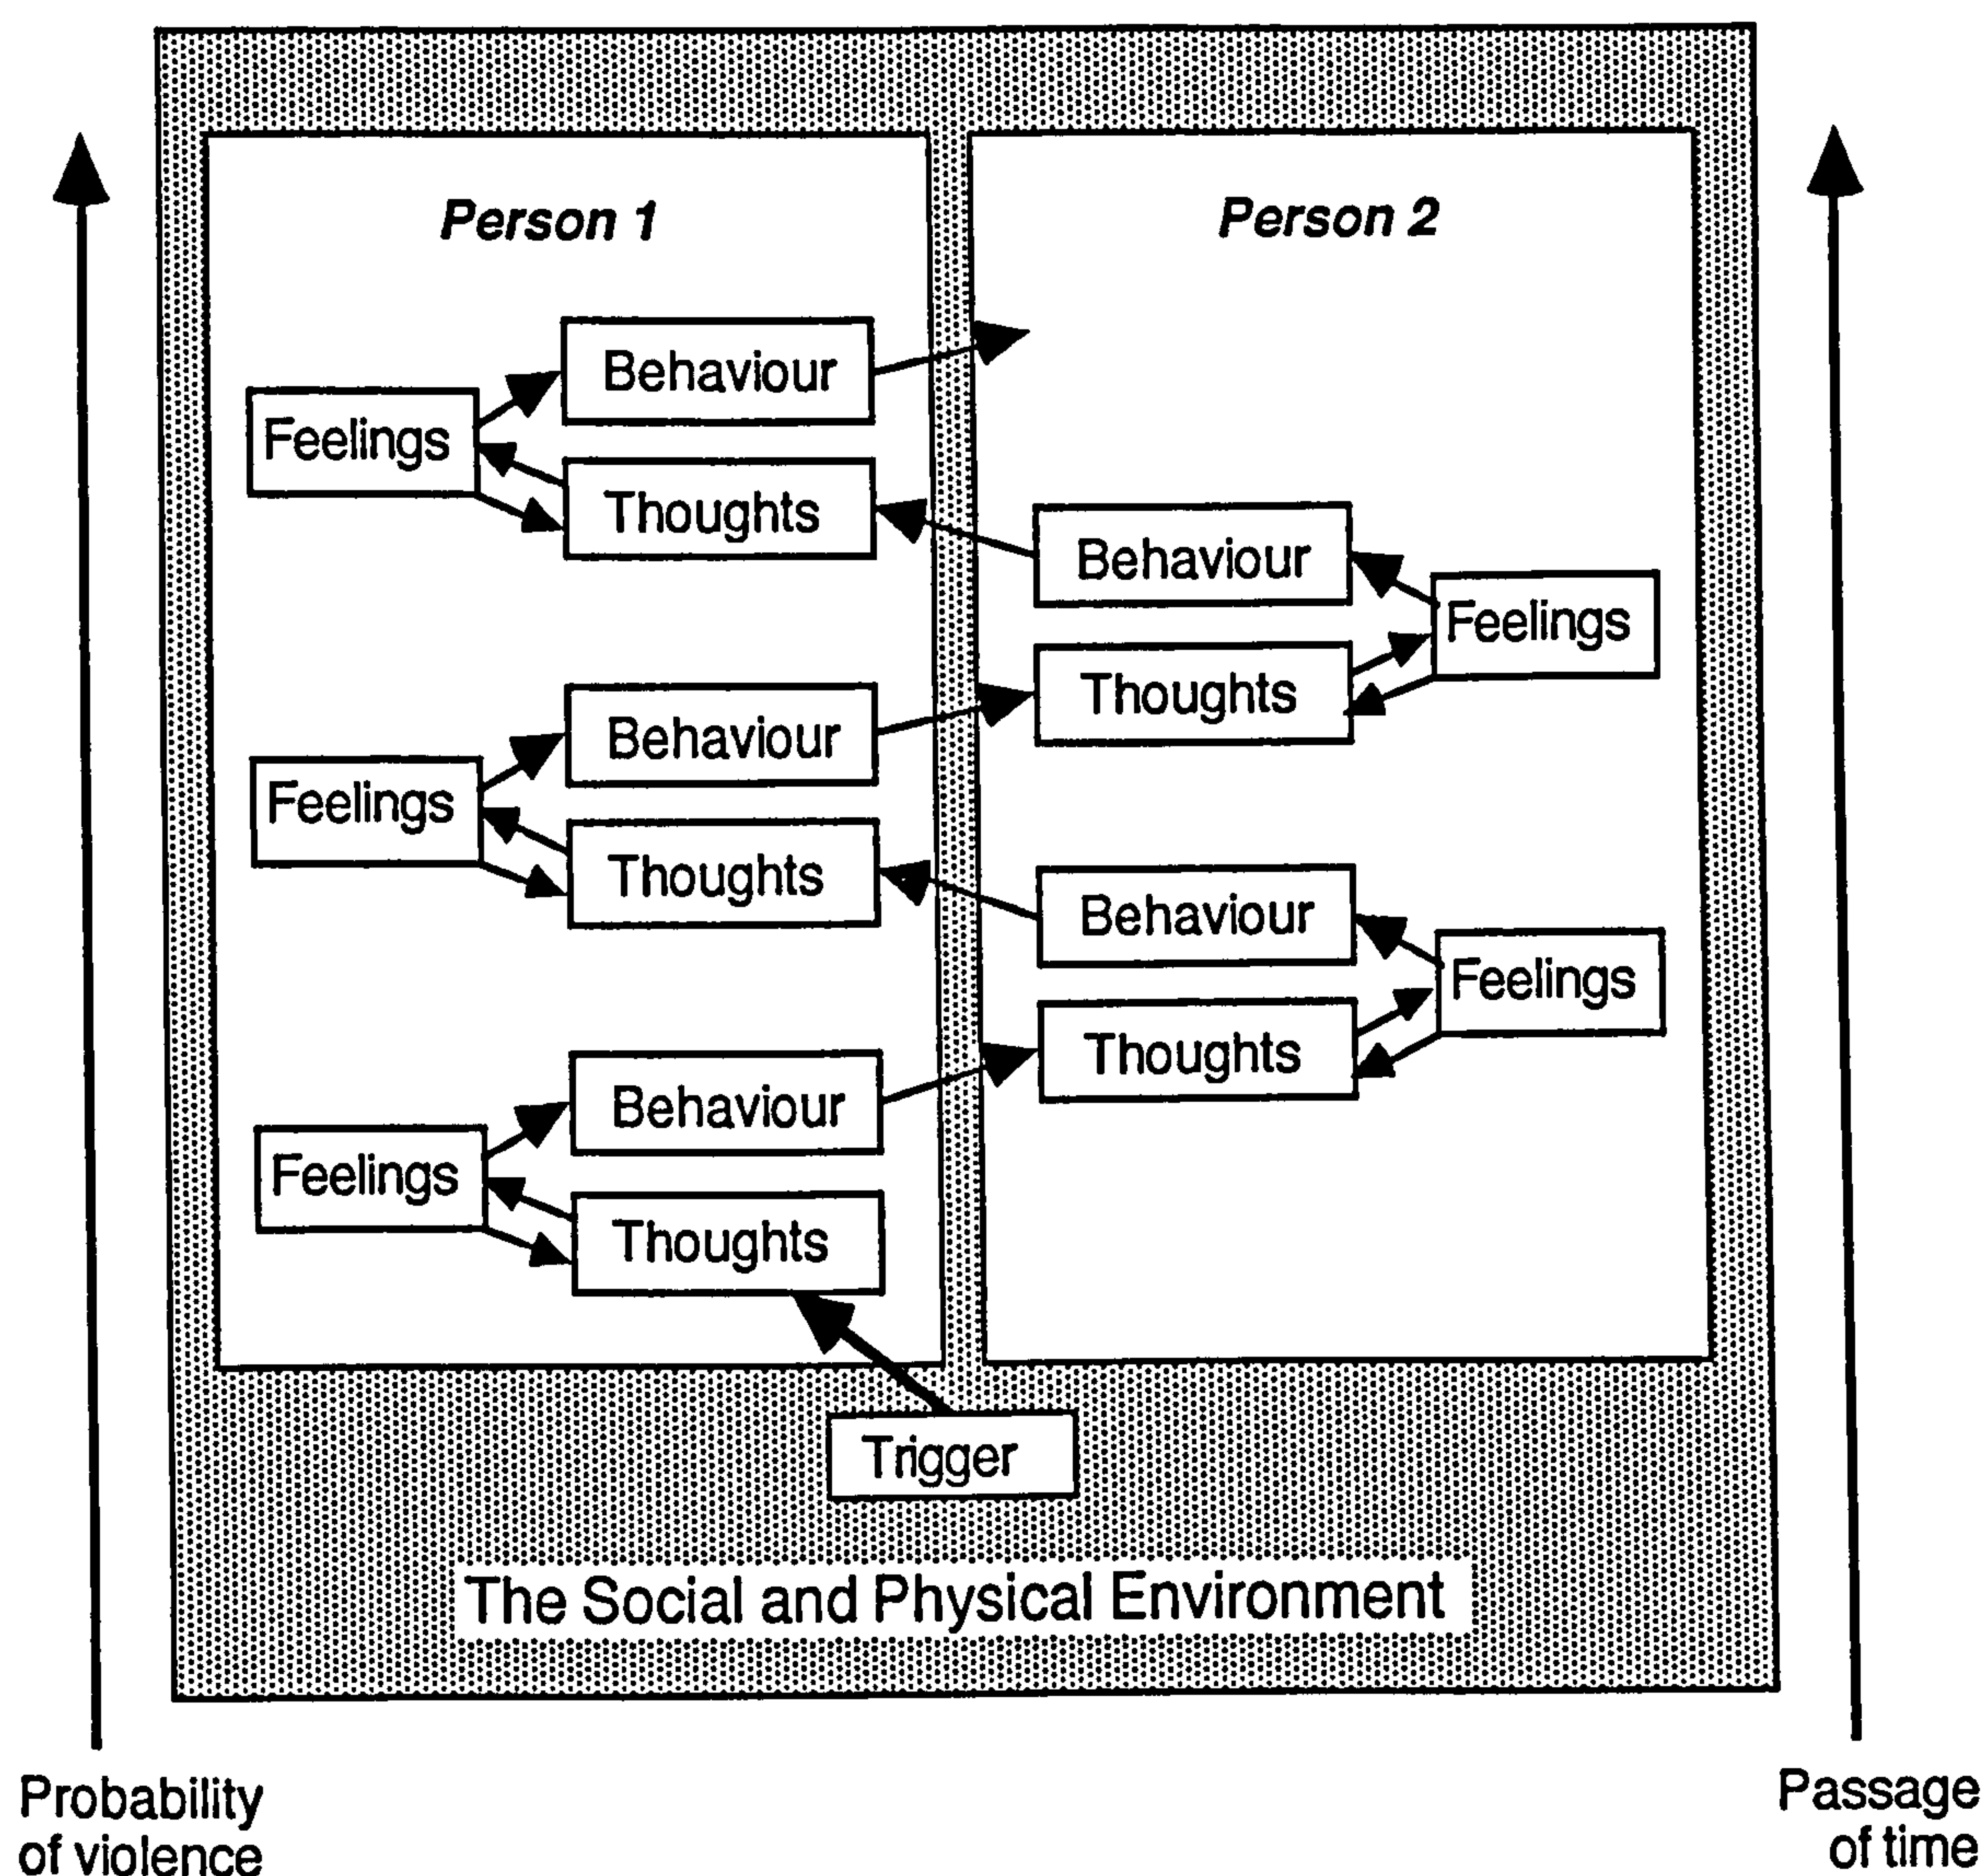 Person 1
Person 2
Behaviour
Feelings
Thoughts
Behaviour
Feelings
Thoughts
Behaviour
Feelings
Thoughts
Behaviour
Feelings
Thoughts
Behaviour
Feelings
Thoughts
Trigger
The Social and Physical Environment
Probability
of violence
Passage
of time